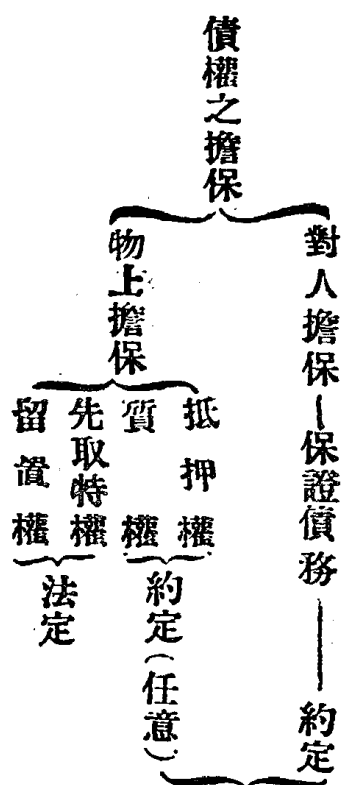 債權之擔保
對人擔保—保證債務——約定
物上擔保
抵押權
質權
約定(任意)
先取特權
留置權
法定